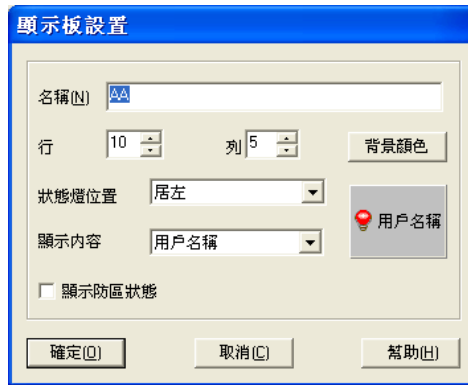 顯示板設置
名稱(N) AA
行 10 列 5 背景顏色
狀態燈位置 居左
用戶名稱
顯示內容 用戶名稱
顯示防區狀態
確定(O) 取消(C) 幫助(H)